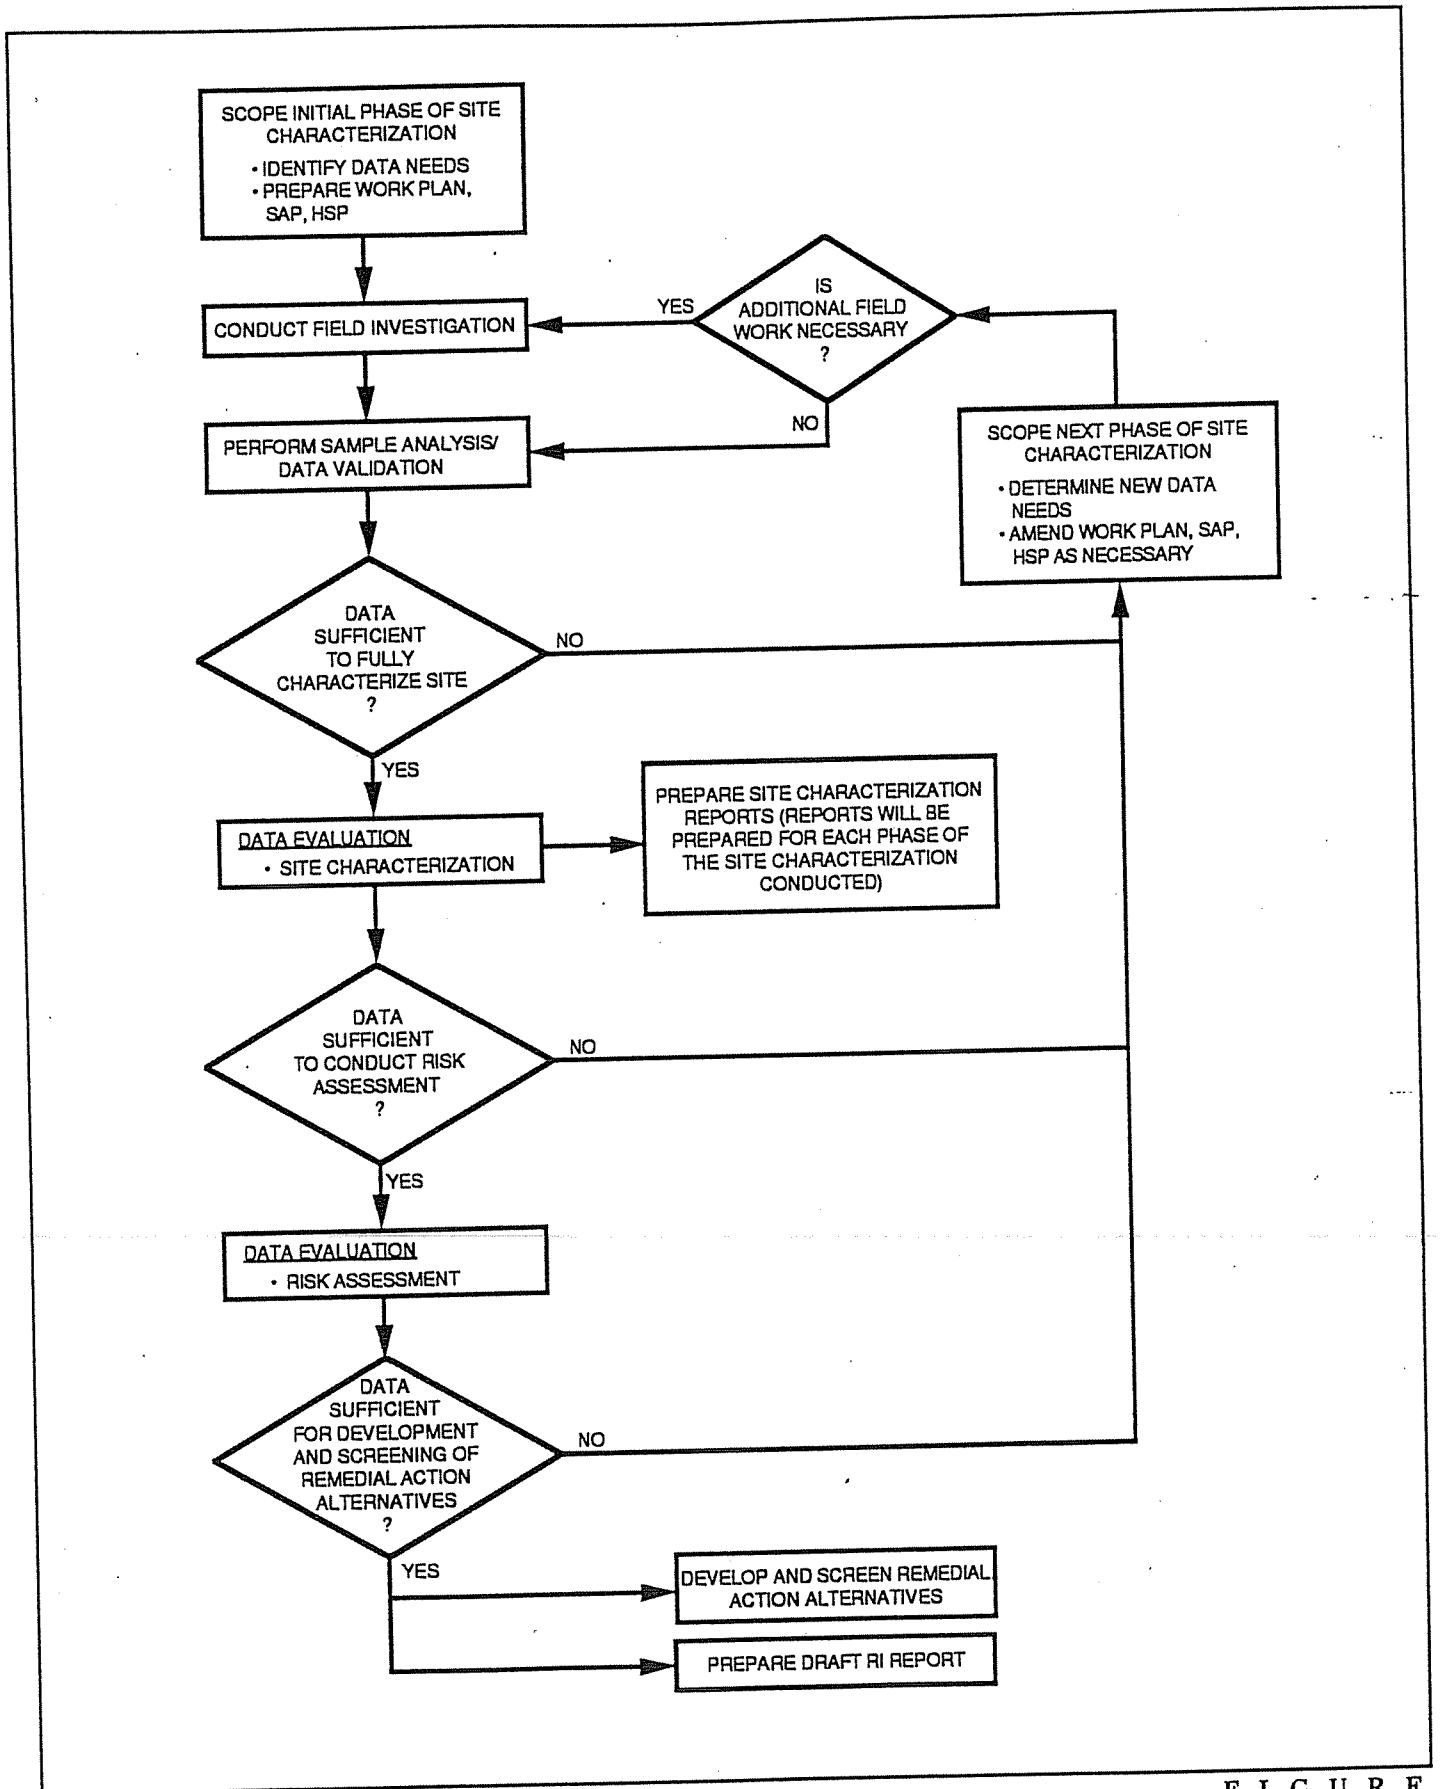 SCOPE INITIAL PHASE OF SITE
CHARACTERIZATION
• IDENTIFY DATA NEEDS
• PREPARE WORK PLAN,
SAP, HSP
IS
ADDITIONAL FIELD
WORK NECESSARY
?
YES
NO
CONDUCT FIELD INVESTIGATION
PERFORM SAMPLE ANALYSIS/
DATA VALIDATION
SCOPE NEXT PHASE OF SITE
CHARACTERIZATION
• DETERMINE NEW DATA
NEEDS
• AMEND WORK PLAN, SAP,
HSP AS NECESSARY
DATA
SUFFICIENT
TO FULLY
CHARACTERIZE SITE
?
NO
YES
DATA EVALUATION
• SITE CHARACTERIZATION
PREPARE SITE CHARACTERIZATION
REPORTS (REPORTS WILL BE
PREPARED FOR EACH PHASE OF
THE SITE CHARACTERIZATION
CONDUCTED)
DATA
SUFFICIENT
TO CONDUCT RISK
ASSESSMENT
?
NO
YES
DATA EVALUATION
• RISK ASSESSMENT
DATA
SUFFICIENT
FOR DEVELOPMENT
AND SCREENING OF
REMEDIAL ACTION
ALTERNATIVES
?
NO
YES
DEVELOP AND SCREEN REMEDIAL
ACTION ALTERNATIVES
PREPARE DRAFT RI REPORT
F I G U R E